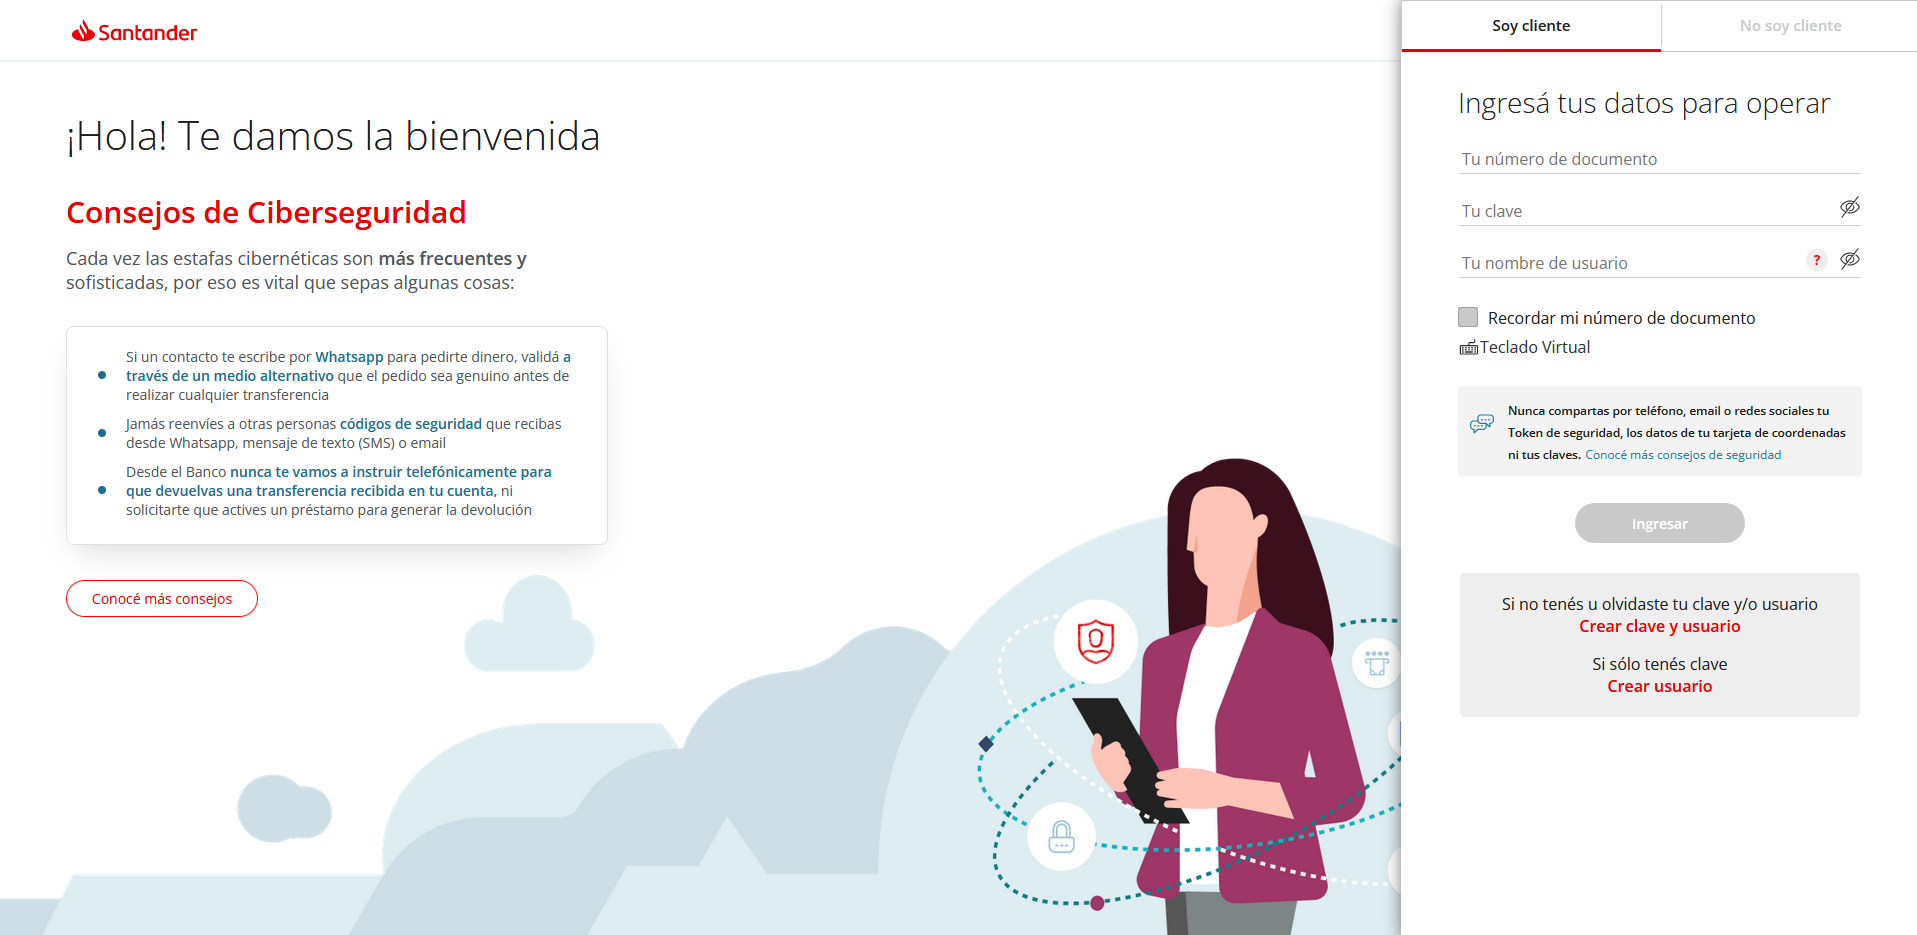 Santander
¡Hola! Te damos la bienvenida
Consejos de Ciberseguridad
Cada vez las estafas cibernéticas son más frecuentes y
sofisticadas, por eso es vital que sepas algunas cosas:
Si un contacto te escribe por Whatsapp para pedirte dinero, validá a
través de un medio alternativo que el pedido sea genuino antes de
realizar cualquier transferencia
Jamás reenvíes a otras personas códigos de seguridad que recibas
desde Whatsapp, mensaje de texto (SMS) o email
Desde el Banco nunca te vamos a instruir telefónicamente para
que devuelvas una transferencia recibida en tu cuenta, ni
solicitarte que actives un préstamo para generar la devolución
Conocé más consejos
Soy cliente
No soy cliente
Ingresá tus datos para operar
Tu número de documento
Tu clave
Tu nombre de usuario
?
Recordar mi número de documento
Teclado Virtual
Nunca compartas por teléfono, email o redes sociales tu
Token de seguridad, los datos de tu tarjeta de coordenadas
ni tus claves. Conocé más consejos de seguridad
Ingresar
Si no tenés u olvidaste tu clave y/o usuario
Crear clave y usuario
Si sólo tenés clave
Crear usuario